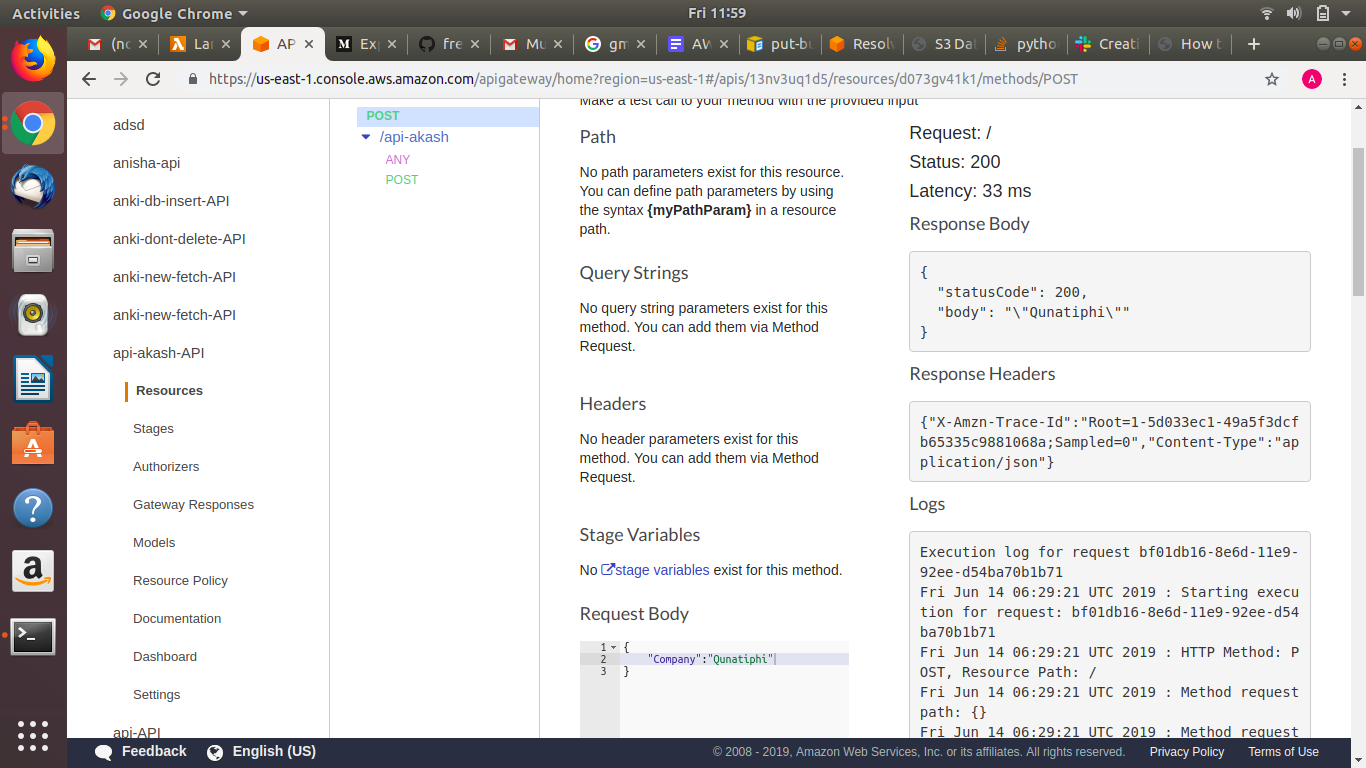 Activities
Google Chrome
Fri 11:59
(no
Lar
AP
Exp
fre
Mu
gm
AW
put-bu
Resolv
S3 Dat
pytho
Creati
How t
https://us-east-1.console.aws.amazon.com/apigateway/home?region=us-east-1#/apis/13nv3uq1d5/resources/d073gv41k1/methods/POST
A
adsd
anisha-api
anki-db-insert-API
anki-dont-delete-API
anki-new-fetch-API
anki-new-fetch-API
api-akash-API
Resources
Stages
Authorizers
Gateway Responses
Models
Resource Policy
Documentation
Dashboard
Settings
api-API
POST
/api-akash
ANY
POST
Make a test call to your method with the provided input
Path
No path parameters exist for this resource.
You can define path parameters by using
the syntax {myPathParam} in a resource
path.
Query Strings
No query string parameters exist for this
method. You can add them via Method
Request.
Headers
No header parameters exist for this
method. You can add them via Method
Request.
Stage Variables
No stage variables exist for this method.
Request Body
1 {
2 "Company":"Qunatiphi"
3 }
Request: /
Status: 200
Latency: 33 ms
Response Body
{
"statusCode": 200,
"body": "\"Qunatiphi\""
}
Response Headers
{"X-Amzn-Trace-Id":"Root=1-5d033ec1-49a5f3dcf
b65335c9881068a;Sampled=0","Content-Type":"ap
plication/json"}
Logs
Execution log for request bf01db16-8e6d-11e9-
92ee-d54ba70b1b71
Fri Jun 14 06:29:21 UTC 2019 : Starting execu
tion for request: bf01db16-8e6d-11e9-92ee-d54
ba70b1b71
Fri Jun 14 06:29:21 UTC 2019 : HTTP Method: P
OST, Resource Path: /
Fri Jun 14 06:29:21 UTC 2019 : Method request
path: {}
Fri Jun 14 06:29:21 UTC 2019 : Method request
Feedback
English (US)
© 2008 - 2019, Amazon Web Services, Inc. or its affiliates. All rights reserved.
Privacy Policy
Terms of Use